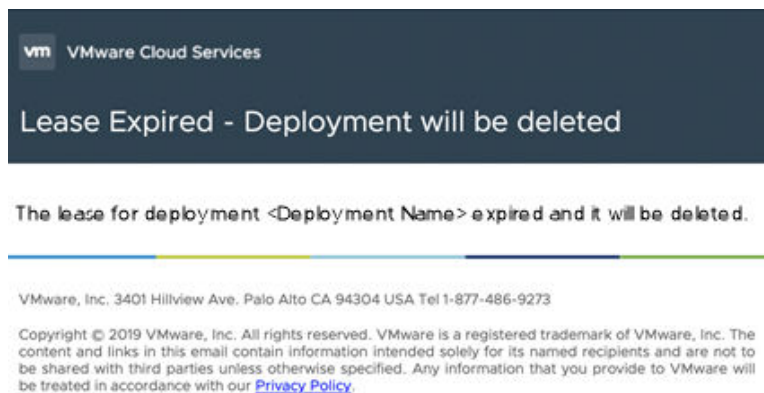 vm VMware Cloud Services
Lease Expired - Deployment will be deleted
The lease for deployment <Deployment Name> expired and it will be deleted.
VMware, Inc. 3401 Hillview Ave. Palo Alto CA 94304 USA Tel 1-877-486-9273
Copyright © 2019 VMware, Inc. All rights reserved. VMware is a registered trademark of VMware, Inc. The
content and links in this email contain information intended solely for its named recipients and are not to
be shared with third parties unless otherwise specified. Any information that you provide to VMware will
be treated in accordance with our Privacy Policy.